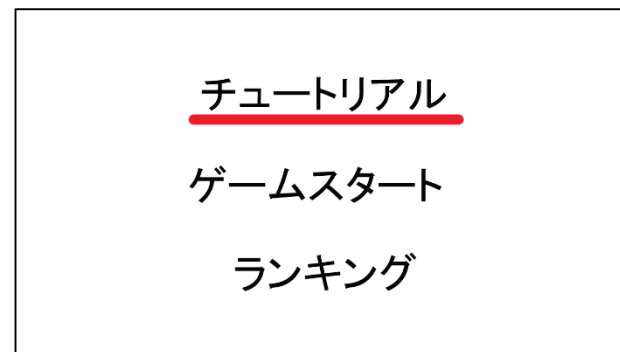 チュートリアル
ゲームスタート
ランキング